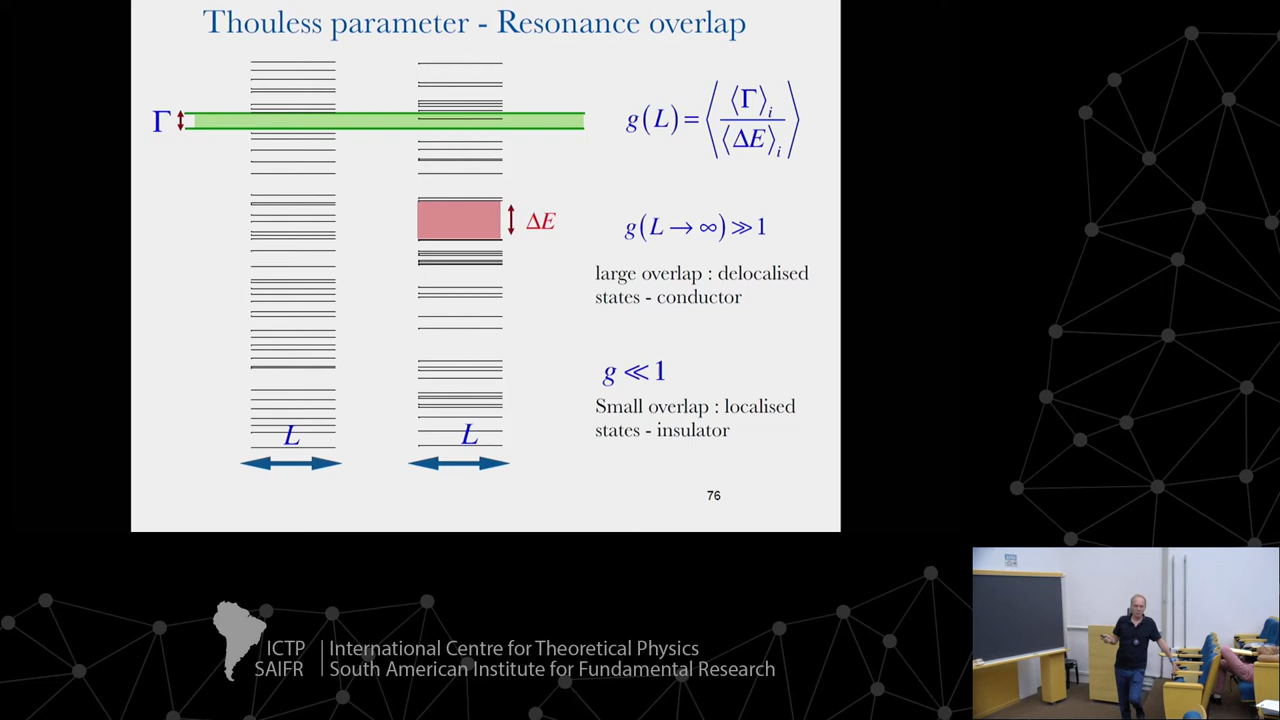 Thouless parameter - Resonance overlap
Γ
g(L) = ⟨ ⟨Γ⟩i / ⟨ΔE⟩i ⟩
ΔE
g(L → ∞) ≫ 1
large overlap : delocalised
states - conductor
g ≪ 1
Small overlap : localised
states - insulator
L L
76
ICTP | International Centre for Theoretical Physics
SAIFR | South American Institute for Fundamental Research